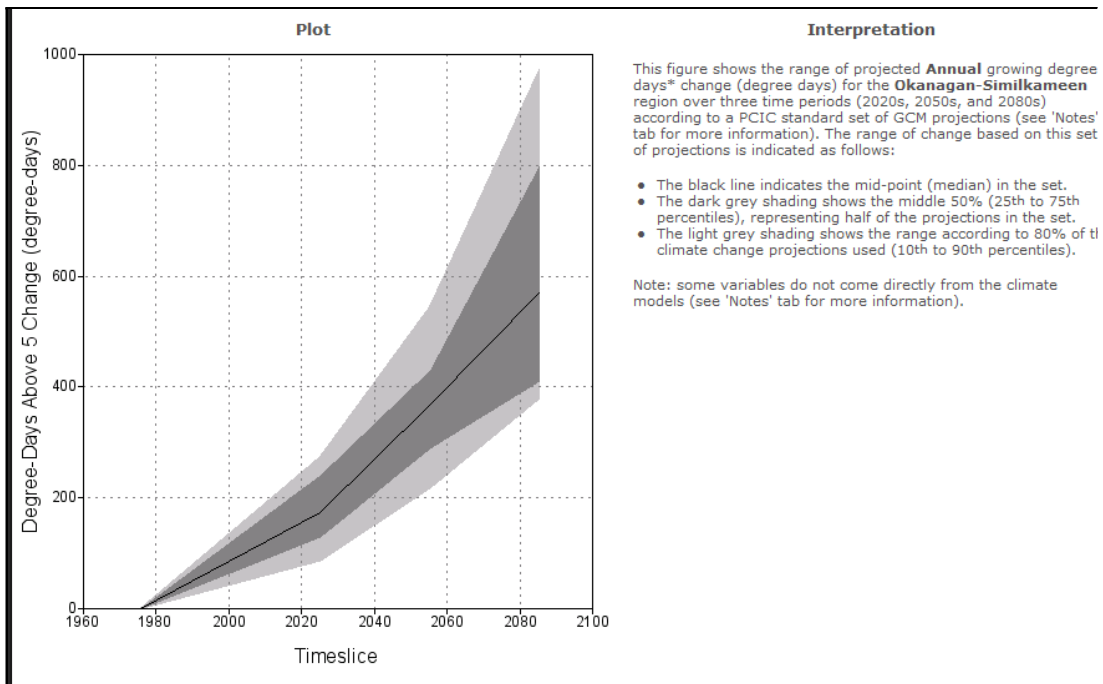 Plot
1000
800
600
400
200
0
Degree-Days Above 5 Change (degree-days)
1960 1980 2000 2020 2040 2060 2080 2100
Timeslice
Interpretation
This figure shows the range of projected Annual growing degree
days* change (degree days) for the Okanagan-Similkameen
region over three time periods (2020s, 2050s, and 2080s)
according to a PCIC standard set of GCM projections (see 'Notes'
tab for more information). The range of change based on this set
of projections is indicated as follows:
• The black line indicates the mid-point (median) in the set.
• The dark grey shading shows the middle 50% (25th to 75th
percentiles), representing half of the projections in the set.
• The light grey shading shows the range according to 80% of th
climate change projections used (10th to 90th percentiles).
Note: some variables do not come directly from the climate
models (see 'Notes' tab for more information).